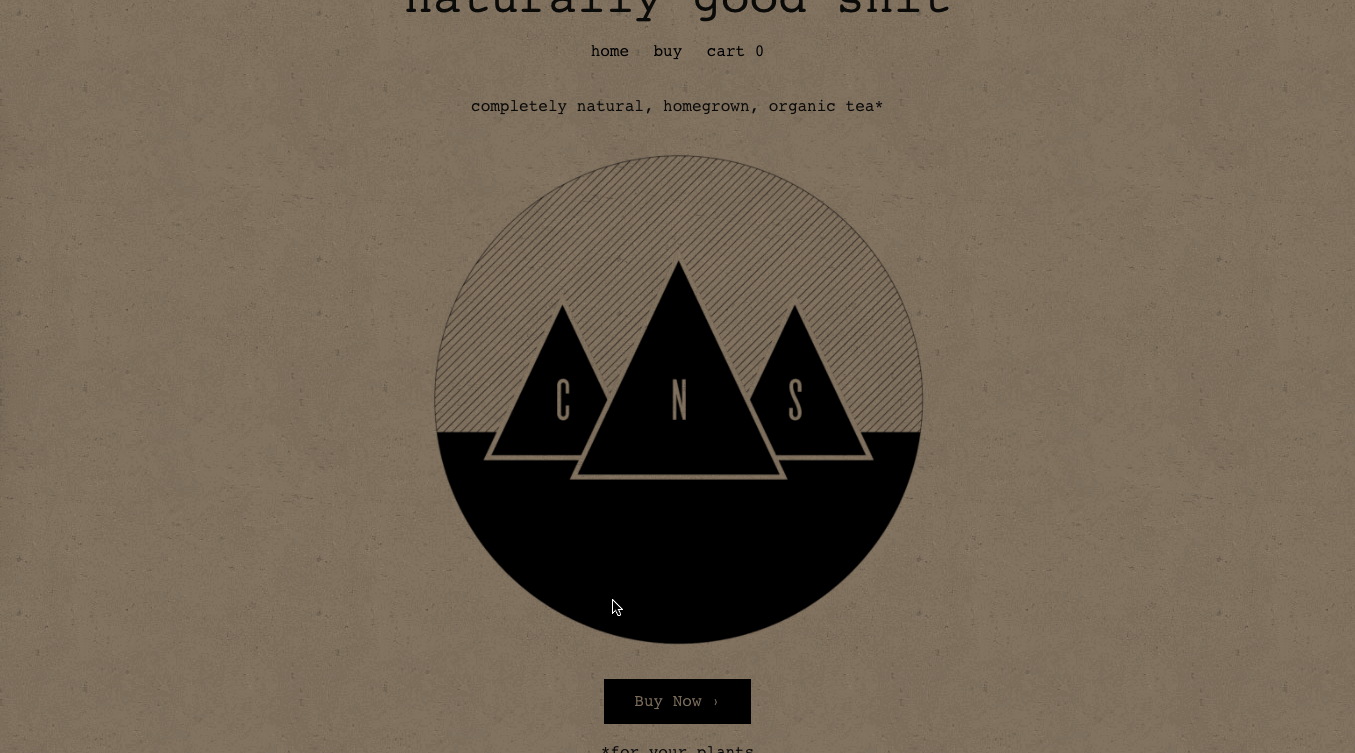 naturally good shit
home buy cart 0
completely natural, homegrown, organic tea*
C N S
Buy Now ›
*for your plants